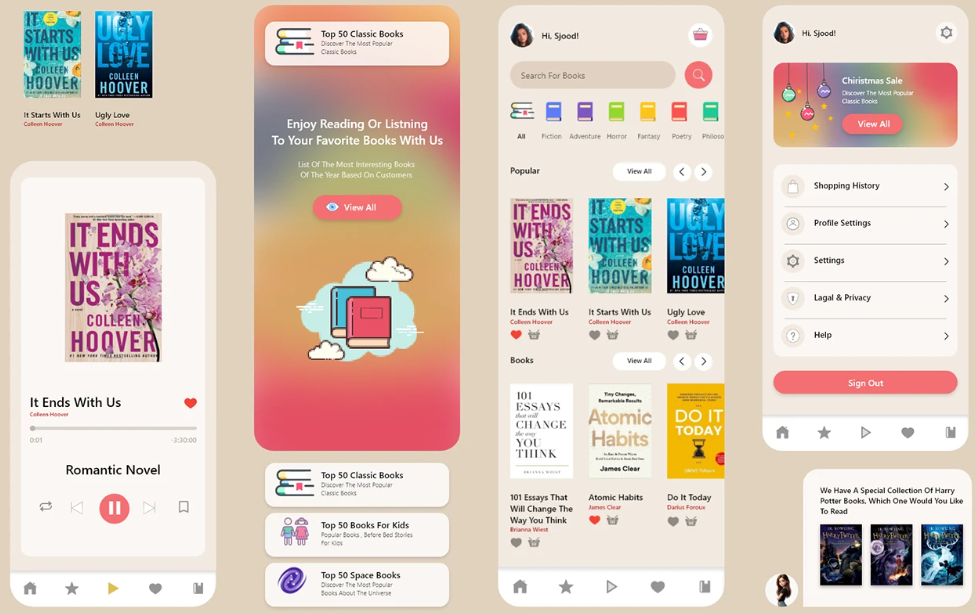 IT
STARTS
WITH US
COLLEEN
HOOVER
UGLY
LOVE
COLLEEN
HOOVER
It Starts With Us
Colleen Hoover
Ugly Love
Colleen Hoover
IT ENDS
WITH
US
A NOVEL
COLLEEN
HOOVER
#1 NEW YORK TIMES BESTSELLING AUTHOR
It Ends With Us
Colleen Hoover
0:01
-3:30:00
Romantic Novel
Top 50 Classic Books
Discover The Most Popular
Classic Books
Enjoy Reading Or Listning
To Your Favorite Books With Us
List Of The Most Interesting Books
Of The Year Based On Customers
View All
Top 50 Classic Books
Discover The Most Popular
Classic Books
Top 50 Books For Kids
Popular Books , Before Bed Stories
For Kids
Top 50 Space Books
Discover The Most Popular
Books About The Universe
Hi, Sjood!
Search For Books
All
Fiction
Adventure
Horror
Fantasy
Poetry
Philoso
Popular
View All
IT ENDS
WITH
US
COLLEEN
HOOVER
IT
STARTS
WITH US
COLLEEN
HOOVER
UGLY
LOVE
COLLEEN
HOOVER
It Ends With Us
Colleen Hoover
It Starts With Us
Colleen Hoover
Ugly Love
Colleen Hoover
Books
View All
101
ESSAYS
that will
CHANGE
the way
YOU
THINK
BRIANNA WIEST
Tiny Changes,
Remarkable Results
Atomic
Habits
James Clear
DO IT
TODAY
DARIUS FOROUX
101 Essays That
Will Change The
Way You Think
Brianna Wiest
Atomic Habits
James Clear
Do It Today
Darius Foroux
Hi, Sjood!
Christmas Sale
Discover The Most Popular
Classic Books
View All
Shopping History
Profile Settings
Settings
Lagal & Privacy
Help
Sign Out
We Have A Special Collection Of Harry
Potter Books, Which One Would You Like
To Read
J.K. ROWLING
HARRY POTTER
J.K. ROWLING
HARRY POTTER
J.K. ROWLING
HARRY POTTER